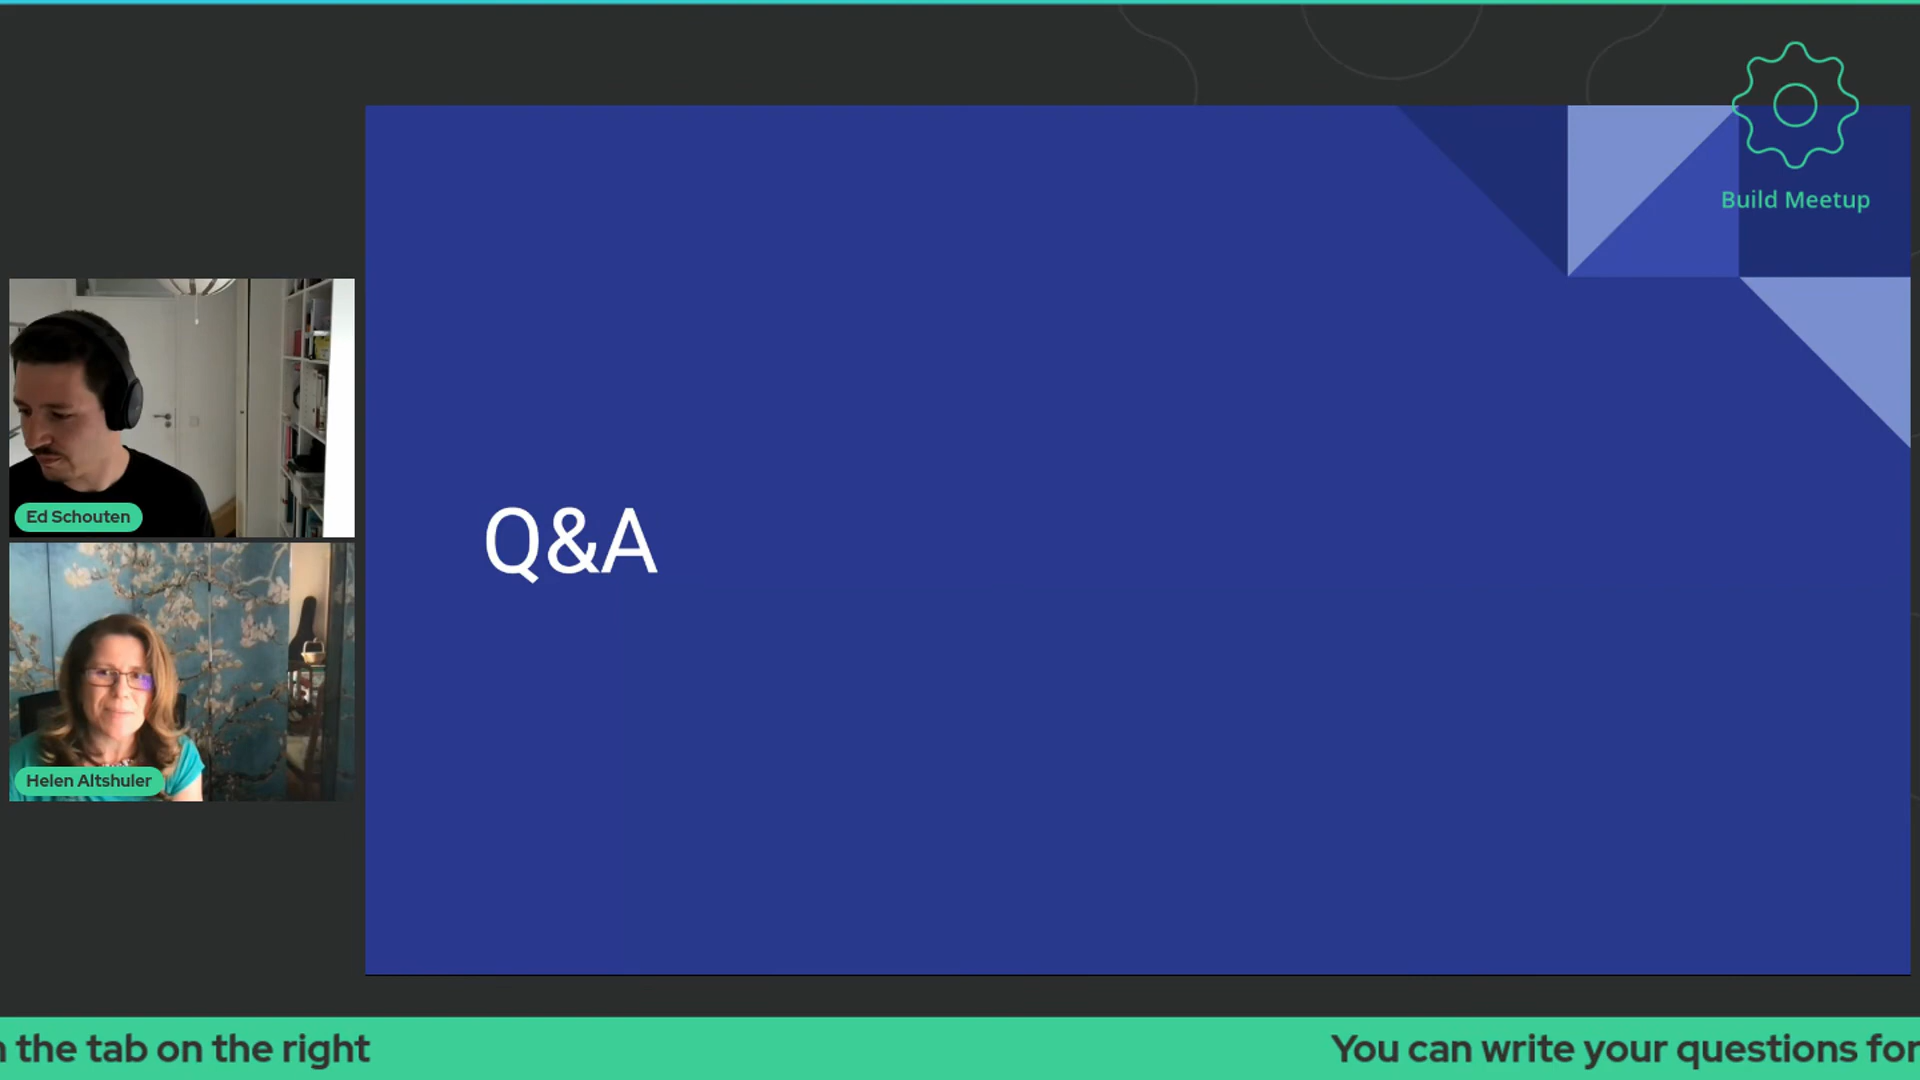 Build Meetup
Ed Schouten
Q&A
Helen Altshuler
the tab on the right
You can write your questions for